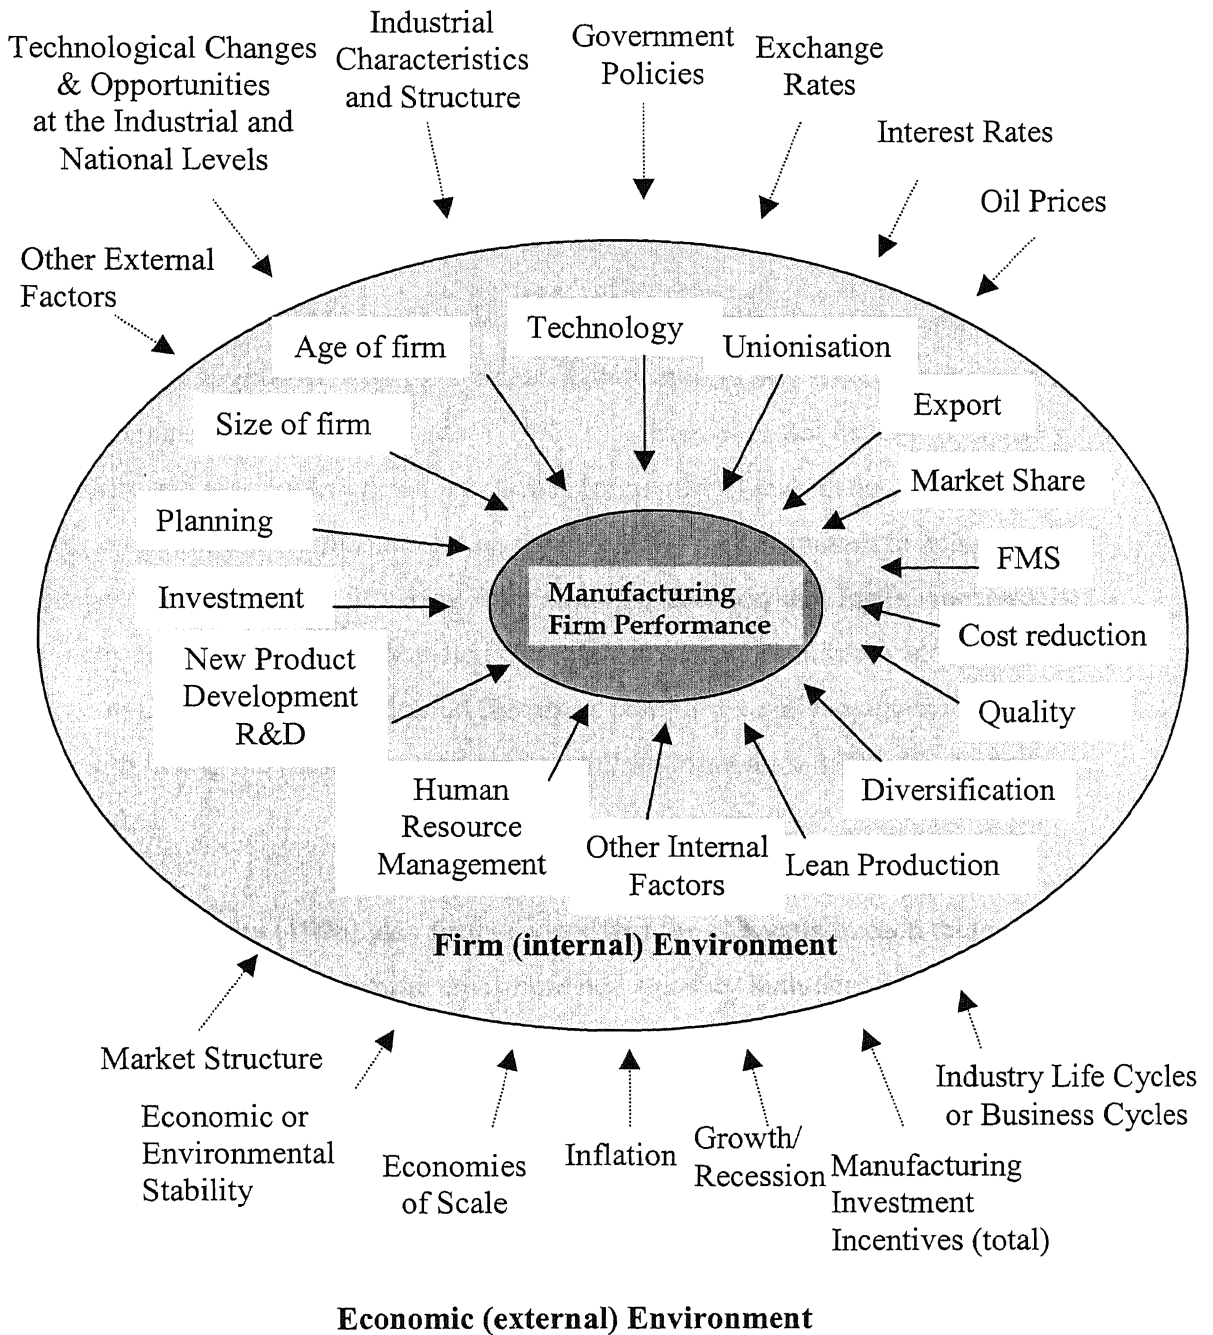 Technological Changes
& Opportunities
at the Industrial and
National Levels
Industrial
Characteristics
and Structure
Government
Policies
Exchange
Rates
Interest Rates
Oil Prices
Other External
Factors
Age of firm
Technology
Unionisation
Size of firm
Export
Market Share
Planning
FMS
Investment
Manufacturing
Firm Performance
Cost reduction
New Product
Development
R&D
Quality
Human
Resource
Management
Other Internal
Factors
Lean Production
Diversification
Firm (internal) Environment
Market Structure
Economic or
Environmental
Stability
Economies
of Scale
Inflation
Growth/
Recession
Manufacturing
Investment
Incentives (total)
Industry Life Cycles
or Business Cycles
Economic (external) Environment